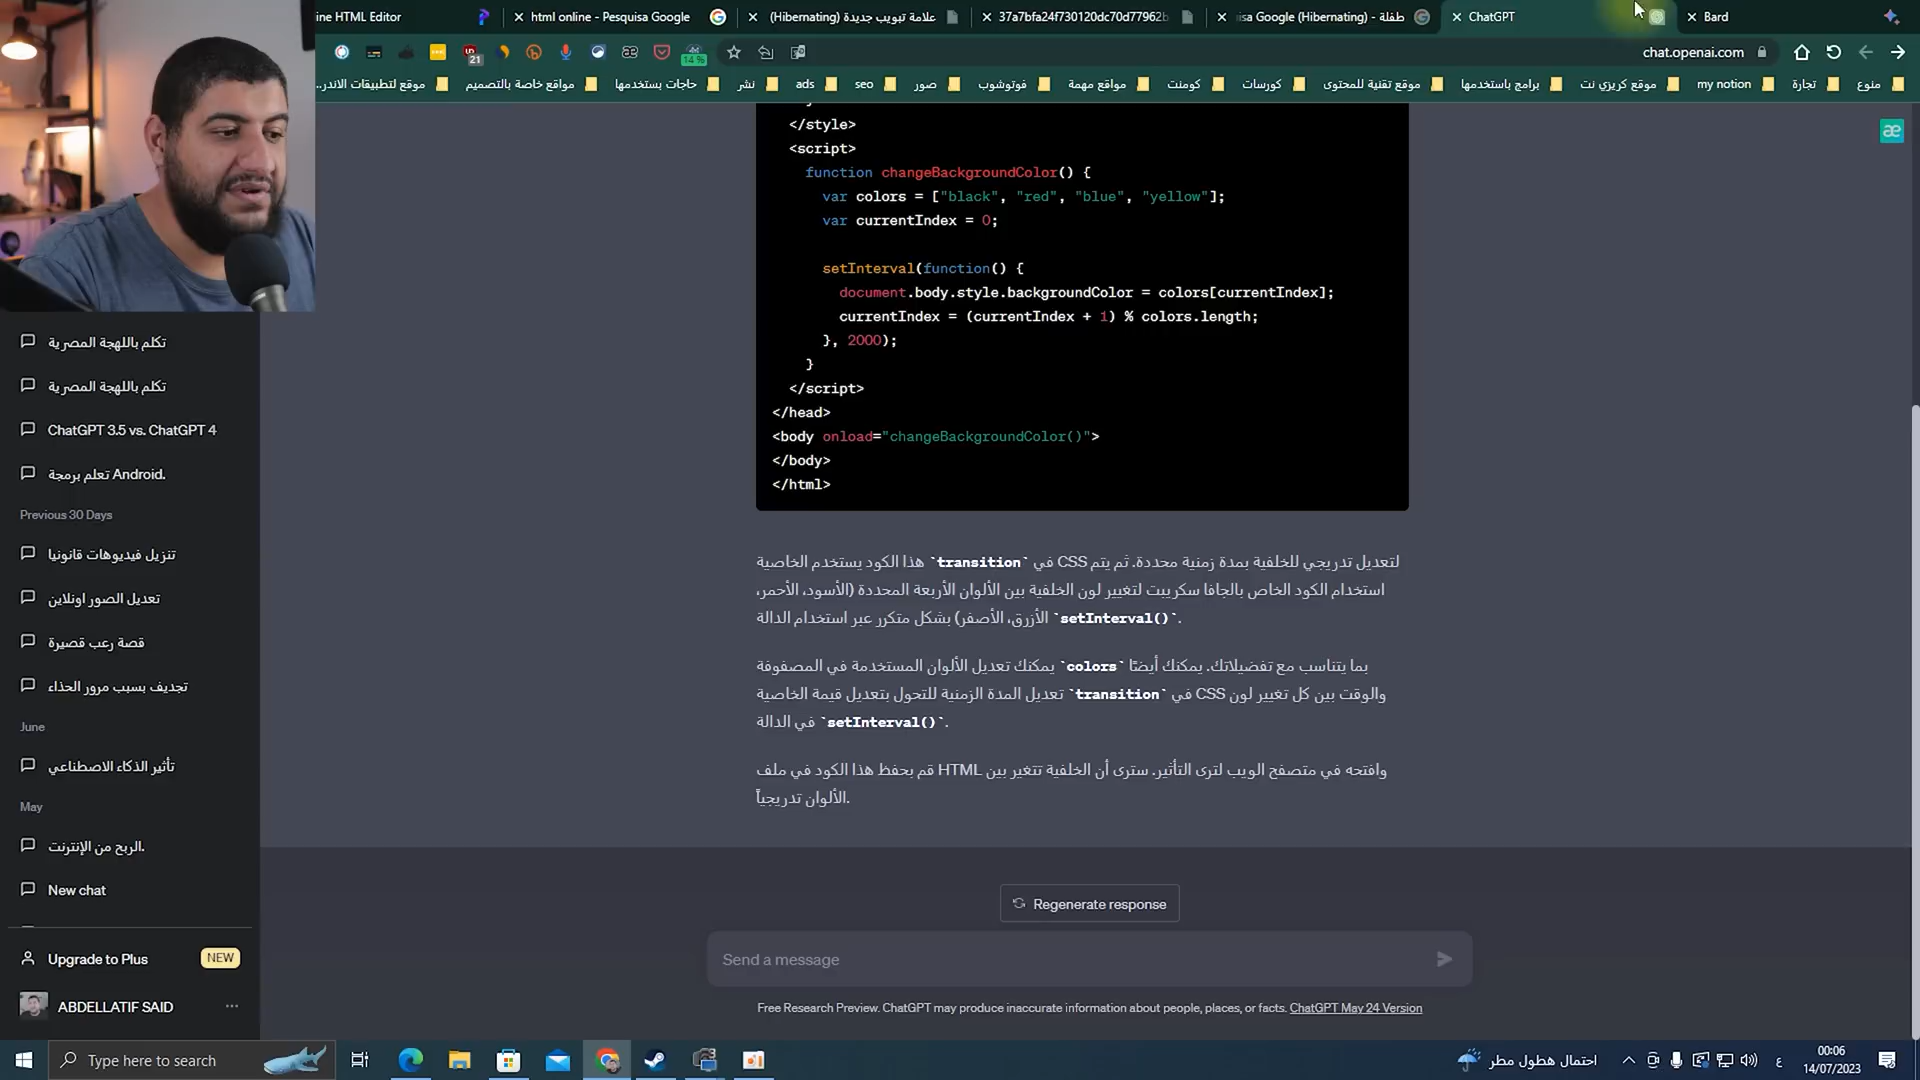 ine HTML Editor
html online - Pesquisa Google
علامة تبويب جديدة (Hibernating)
37a7bfa24f730120dc70d77962b
طفلة - isa Google (Hibernating)
ChatGPT
Bard
21
14 %
chat.openai.com
موقع لتطبيقات الاندر..
مواقع خاصة بالتصميم
حاجات بستخدمها
نشر
ads
seo
صور
فوتوشوب
مواقع مهمة
كومنت
كورسات
موقع تقنية للمحتوى
برامج باستخدمها
موقع كريزي نت
my notion
تجارة
منوع
</style>
<script>
function changeBackgroundColor() {
var colors = ["black", "red", "blue", "yellow"];
var currentIndex = 0;
setInterval(function() {
document.body.style.backgroundColor = colors[currentIndex];
currentIndex = (currentIndex + 1) % colors.length;
}, 2000);
}
</script>
</head>
<body onload="changeBackgroundColor()">
</body>
</html>
هذا الكود يستخدم الخاصية `transition` في CSS لتعديل تدريجي للخلفية بمدة زمنية محددة. ثم يتم
استخدام الكود الخاص بالجافا سكريبت لتغيير لون الخلفية بين الألوان الأربعة المحددة (الأسود، الأحمر،
الأزرق، الأصفر) بشكل متكرر عبر استخدام الدالة `setInterval()`.
يمكنك تعديل الألوان المستخدمة في المصفوفة `colors` بما يتناسب مع تفضيلاتك. يمكنك أيضًا
تعديل المدة الزمنية للتحول بتعديل قيمة الخاصية `transition` في CSS والوقت بين كل تغيير لون
في الدالة `setInterval()`.
قم بحفظ هذا الكود في ملف HTML وافتحه في متصفح الويب لترى التأثير. سترى أن الخلفية تتغير بين
الألوان تدريجياً.
Regenerate response
Send a message
Free Research Preview. ChatGPT may produce inaccurate information about people, places, or facts. ChatGPT May 24 Version
تكلم باللهجة المصرية
تكلم باللهجة المصرية
ChatGPT 3.5 vs. ChatGPT 4
تعلم برمجة Android.
Previous 30 Days
تنزيل فيديوهات قانونيا
تعديل الصور اونلاين
قصة رعب قصيرة
تجديف بسبب مرور الحذاء
June
تأثير الذكاء الاصطناعي
May
الربح من الإنترنت.
New chat
Upgrade to Plus
NEW
ABDELLATIF SAID
Type here to search
احتمال هطول مطر
ع
00:06
14/07/2023